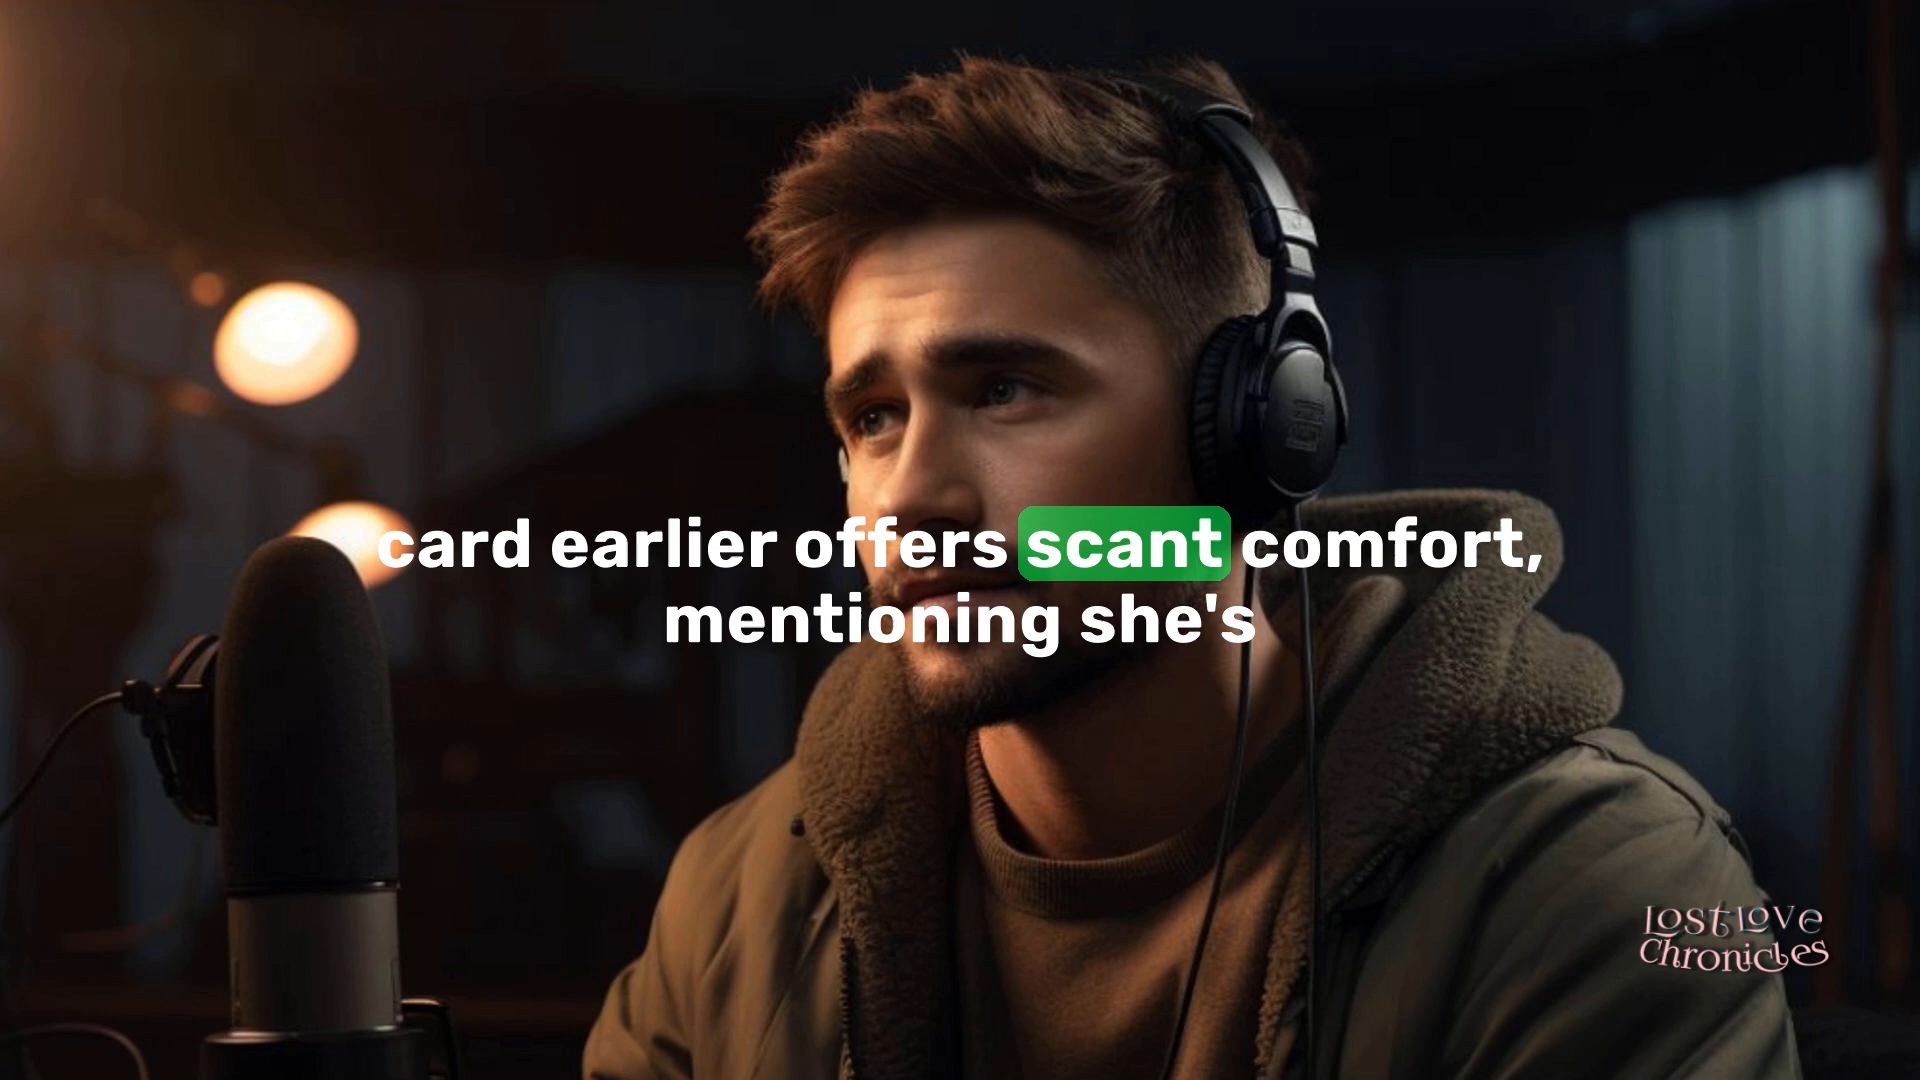 card earlier offers scant comfort,
mentioning she's
Lost Love
Chronicles